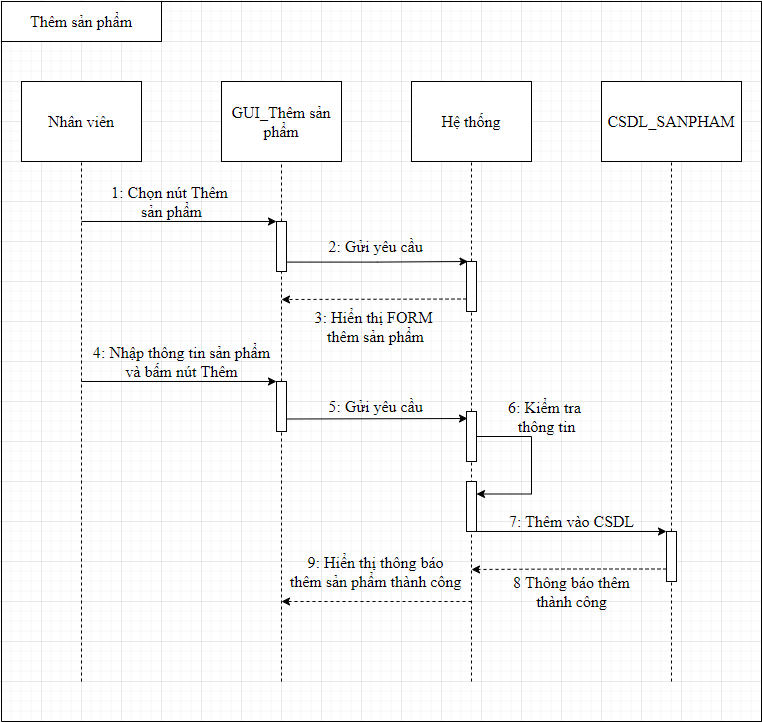 Thêm sản phẩm
Nhân viên
GUI_Thêm sản
phẩm
Hệ thống
CSDL_SANPHAM
1: Chọn nút Thêm
sản phẩm
2: Gửi yêu cầu
3: Hiển thị FORM
thêm sản phẩm
4: Nhập thông tin sản phẩm
và bấm nút Thêm
5: Gửi yêu cầu
6: Kiểm tra
thông tin
7: Thêm vào CSDL
9: Hiển thị thông báo
thêm sản phẩm thành công
8 Thông báo thêm
thành công